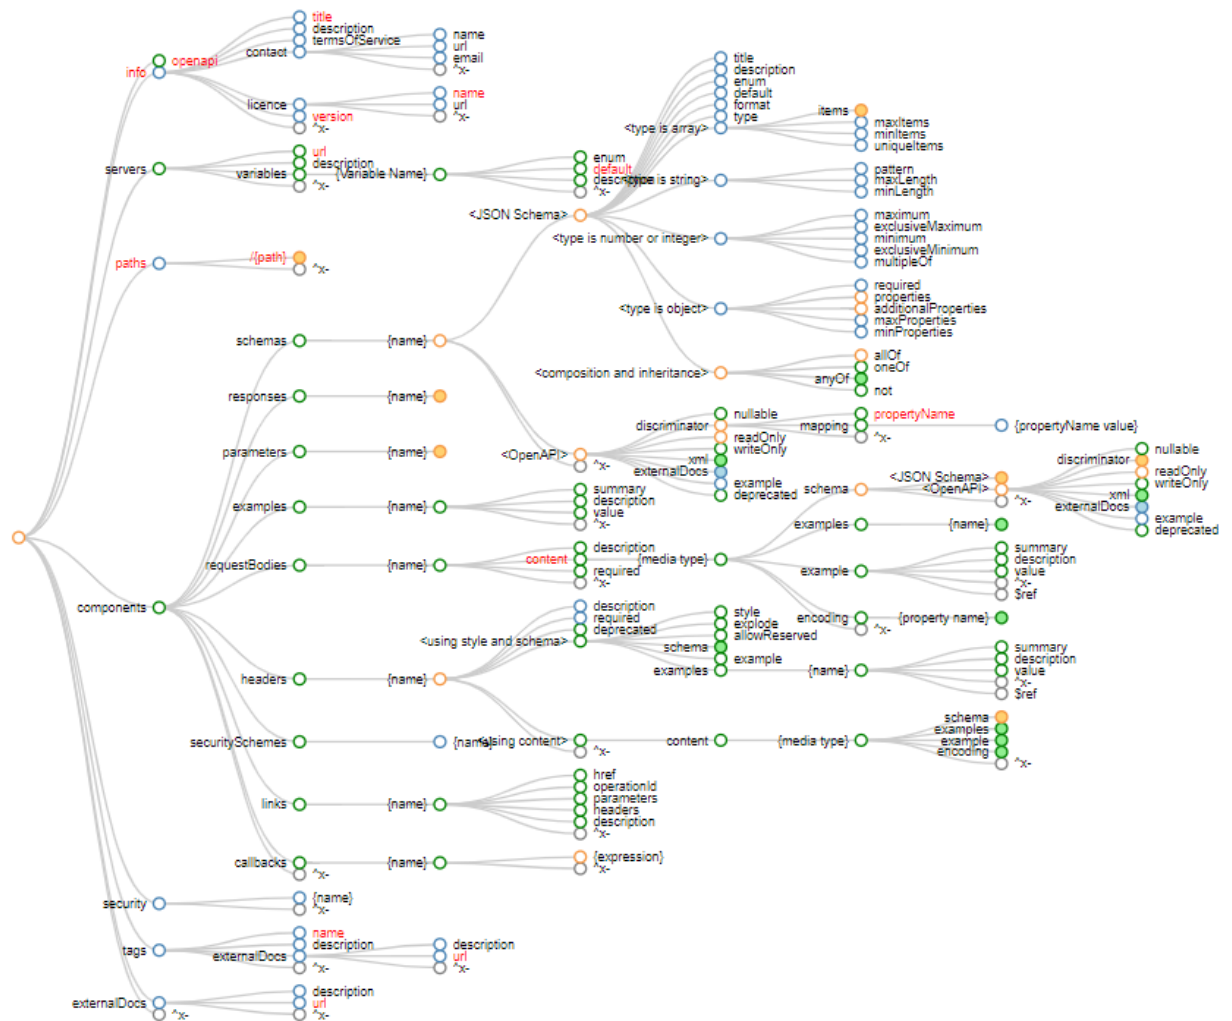 openapi
info
title
description
termsOfService
contact
name
url
email
^x-
licence
name
url
^x-
version
^x-
servers
url
description
variables
{Variable Name}
enum
default
description
^x-
^x-
paths
/{path}
^x-
components
schemas
{name}
<JSON Schema>
title
description
enum
default
format
type
<type is array>
items
maxItems
minItems
uniqueItems
<type is string>
pattern
maxLength
minLength
<type is number or integer>
maximum
exclusiveMaximum
minimum
exclusiveMinimum
multipleOf
<type is object>
required
properties
additionalProperties
maxProperties
minProperties
<composition and inheritance>
allOf
oneOf
anyOf
not
<OpenAPI>
nullable
discriminator
propertyName
mapping
{propertyName value}
^x-
readOnly
writeOnly
xml
externalDocs
example
deprecated
^x-
responses
{name}
parameters
{name}
examples
{name}
summary
description
value
^x-
requestBodies
{name}
description
content
{media type}
schema
<JSON Schema>
<OpenAPI>
nullable
discriminator
readOnly
writeOnly
xml
externalDocs
example
deprecated
^x-
examples
{name}
example
summary
description
value
^x-
$ref
encoding
{property name}
^x-
required
^x-
headers
{name}
description
required
deprecated
<using style and schema>
style
explode
allowReserved
schema
example
examples
{name}
summary
description
value
^x-
$ref
<using content>
content
{media type}
schema
examples
example
encoding
^x-
^x-
securitySchemes
{name}
links
{name}
href
operationId
parameters
headers
description
^x-
callbacks
{name}
{expression}
^x-
^x-
security
{name}
^x-
tags
name
description
externalDocs
description
url
^x-
^x-
externalDocs
description
url
^x-
^x-